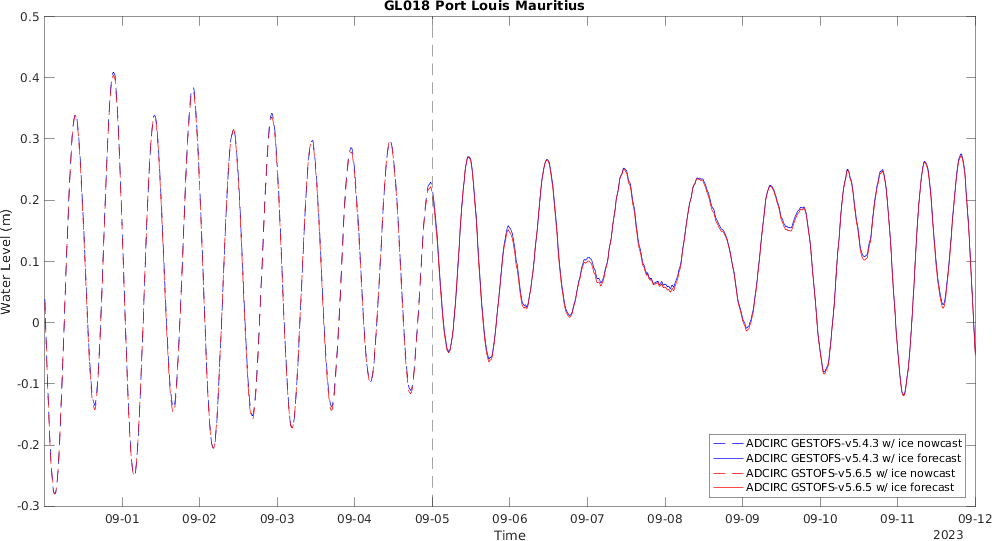 GL018 Port Louis Mauritius
0.5
0.4
0.3
0.2
0.1
0
-0.1
-0.2
-0.3
Water Level (m)
ADCIRC GESTOFS-v5.4.3 w/ ice nowcast
ADCIRC GESTOFS-v5.4.3 w/ ice forecast
ADCIRC GSTOFS-v5.6.5 w/ ice nowcast
ADCIRC GSTOFS-v5.6.5 w/ ice forecast
09-01 09-02 09-03 09-04 09-05 09-06 09-07 09-08 09-09 09-10 09-11 09-12
Time
2023